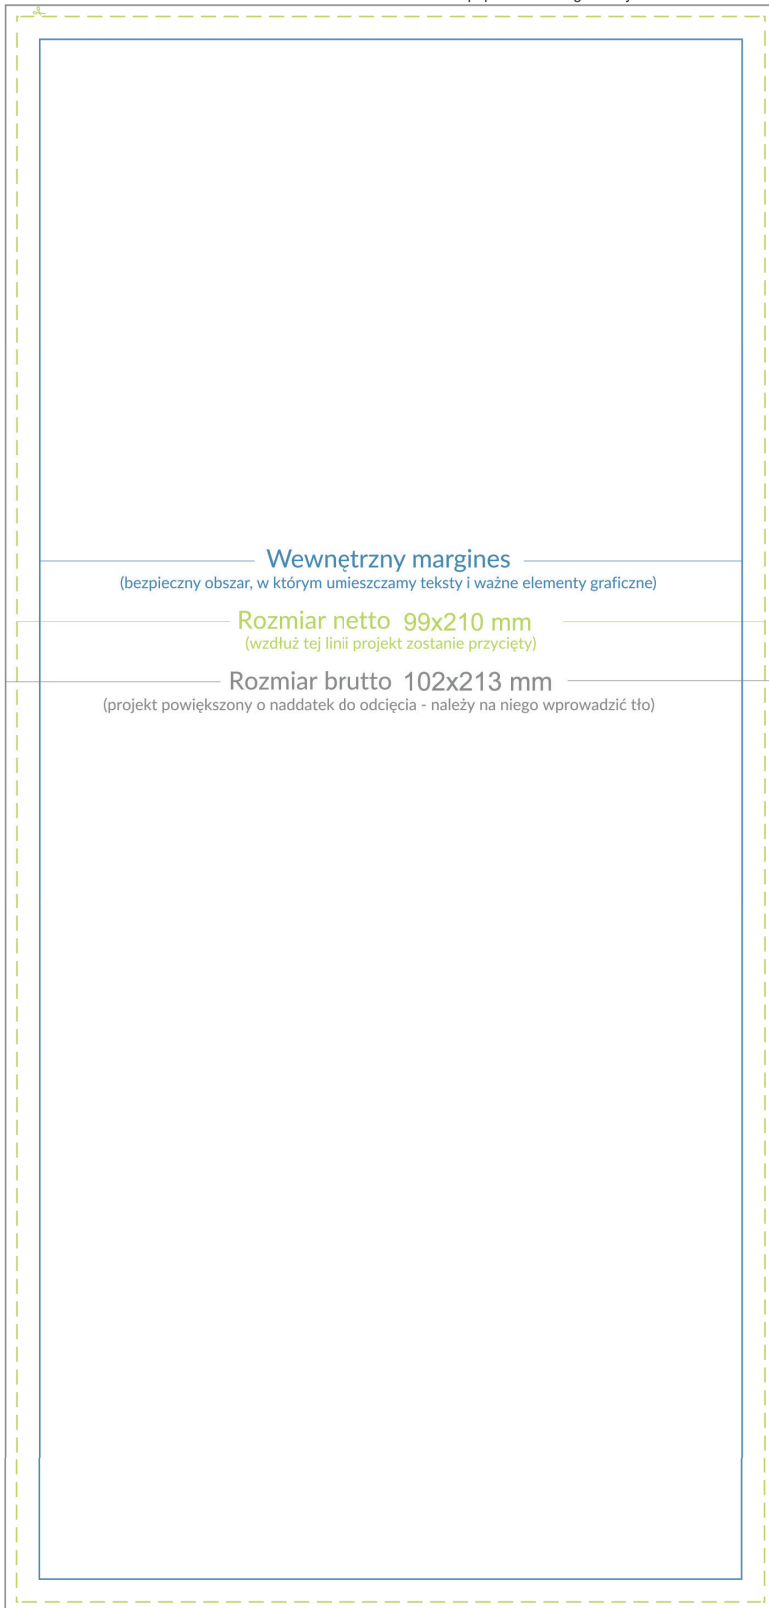 Wewnętrzny margines
(bezpieczny obszar, w którym umieszczamy teksty i ważne elementy graficzne)
Rozmiar netto 99x210 mm
(wzdłuż tej linii projekt zostanie przycięty)
Rozmiar brutto 102x213 mm
(projekt powiększony o naddatek do odcięcia - należy na niego wprowadzić tło)